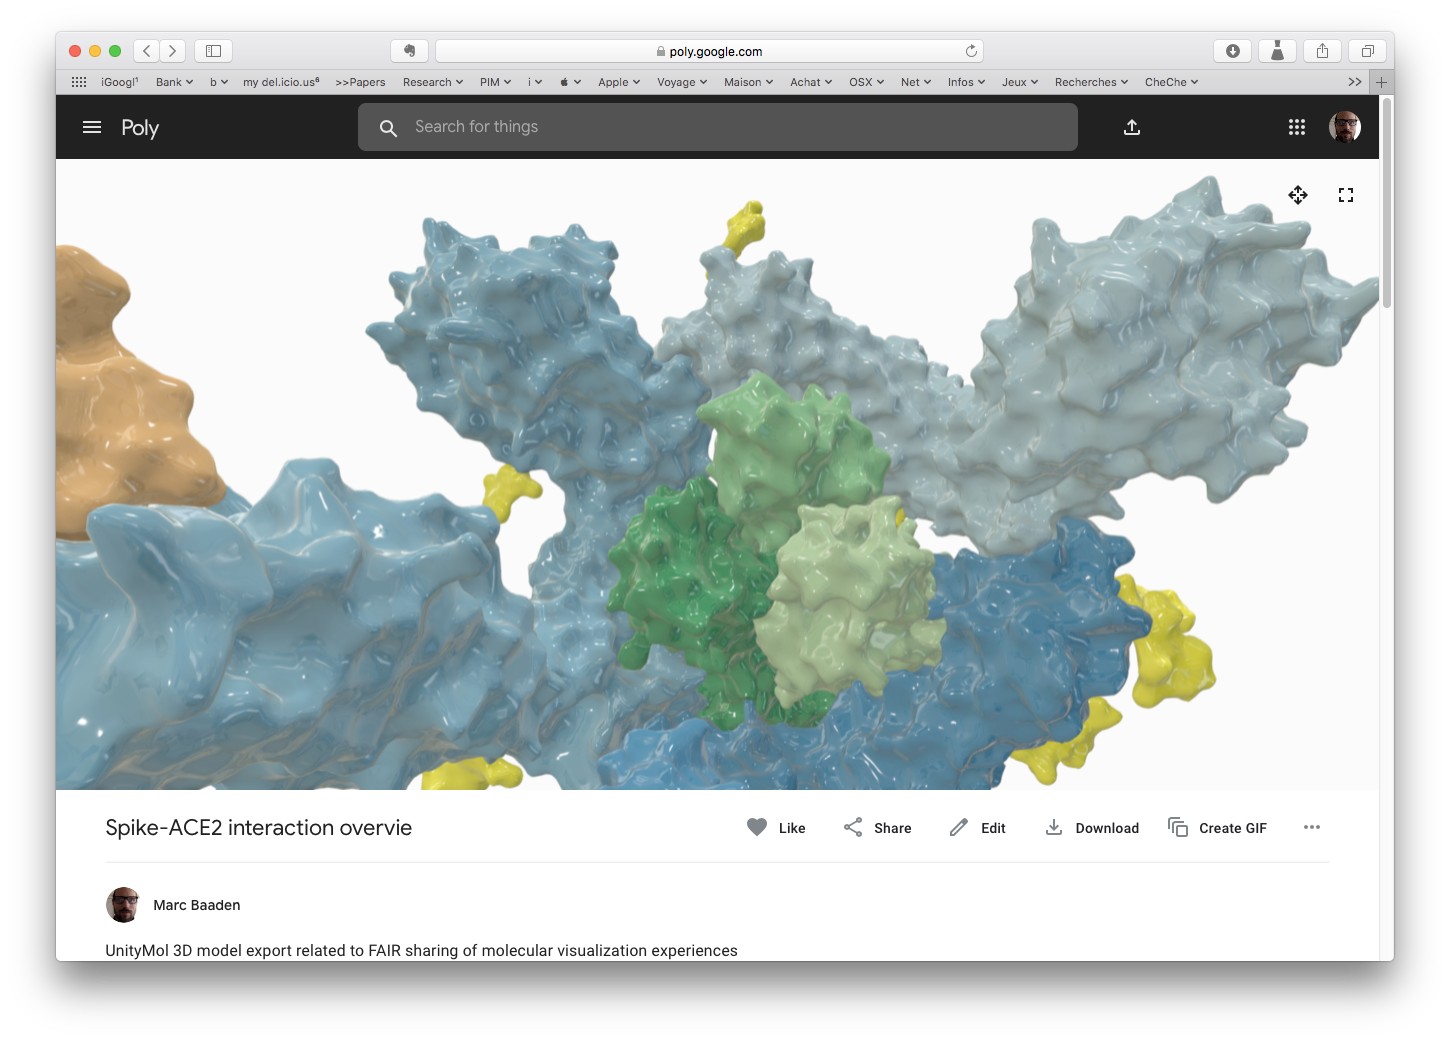 poly.google.com
iGoogl¹ Bank b my del.icio.us⁶ >>Papers Research PIM i Apple Voyage Maison Achat OSX Net Infos Jeux Recherches CheChe >> +
Poly Search for things
Spike-ACE2 interaction overvie Like Share Edit Download Create GIF
Marc Baaden
UnityMol 3D model export related to FAIR sharing of molecular visualization experiences